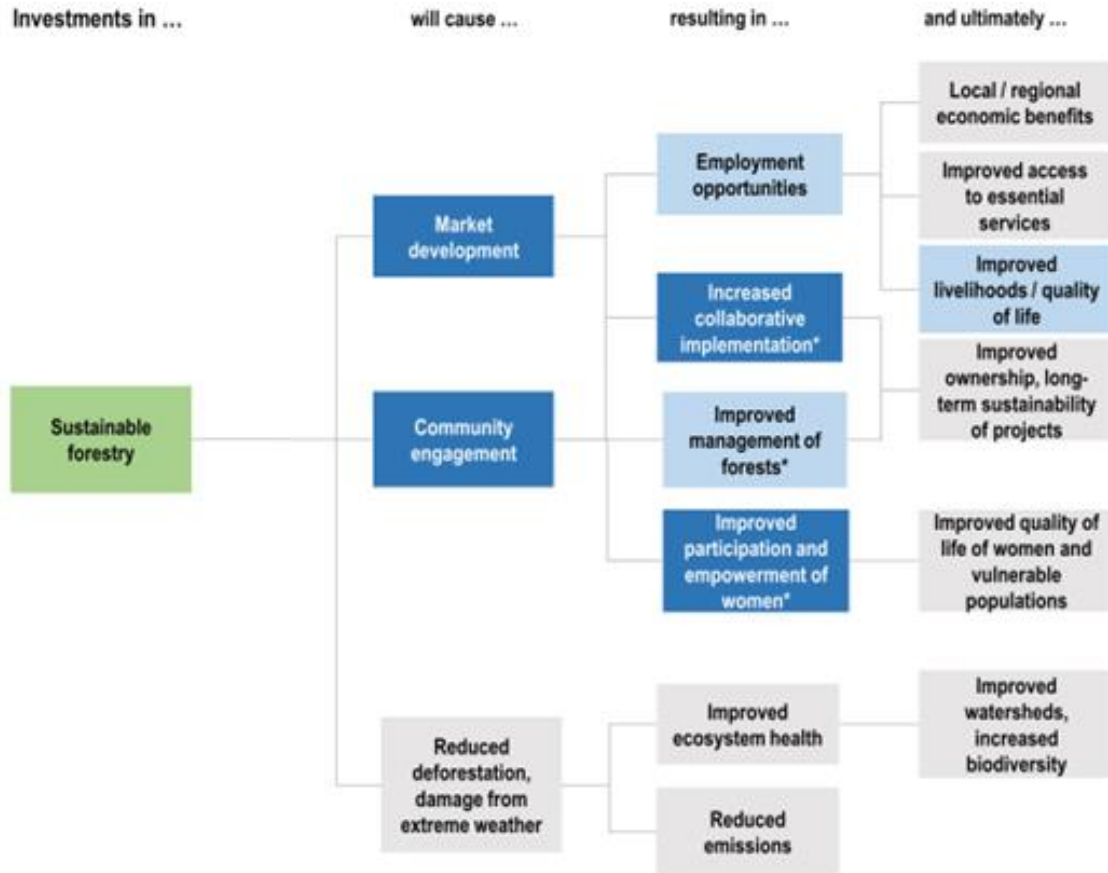 Investments in ...
will cause ...
resulting in ...
and ultimately ...
Sustainable
forestry
Market
development
Community
engagement
Reduced
deforestation,
damage from
extreme weather
Employment
opportunities
Increased
collaborative
implementation*
Improved
management of
forests*
Improved
participation and
empowerment of
women*
Improved
ecosystem health
Reduced
emissions
Local / regional
economic benefits
Improved access
to essential
services
Improved
livelihoods / quality
of life
Improved
ownership, long-
term sustainability
of projects
Improved quality of
life of women and
vulnerable
populations
Improved
watersheds,
increased
biodiversity